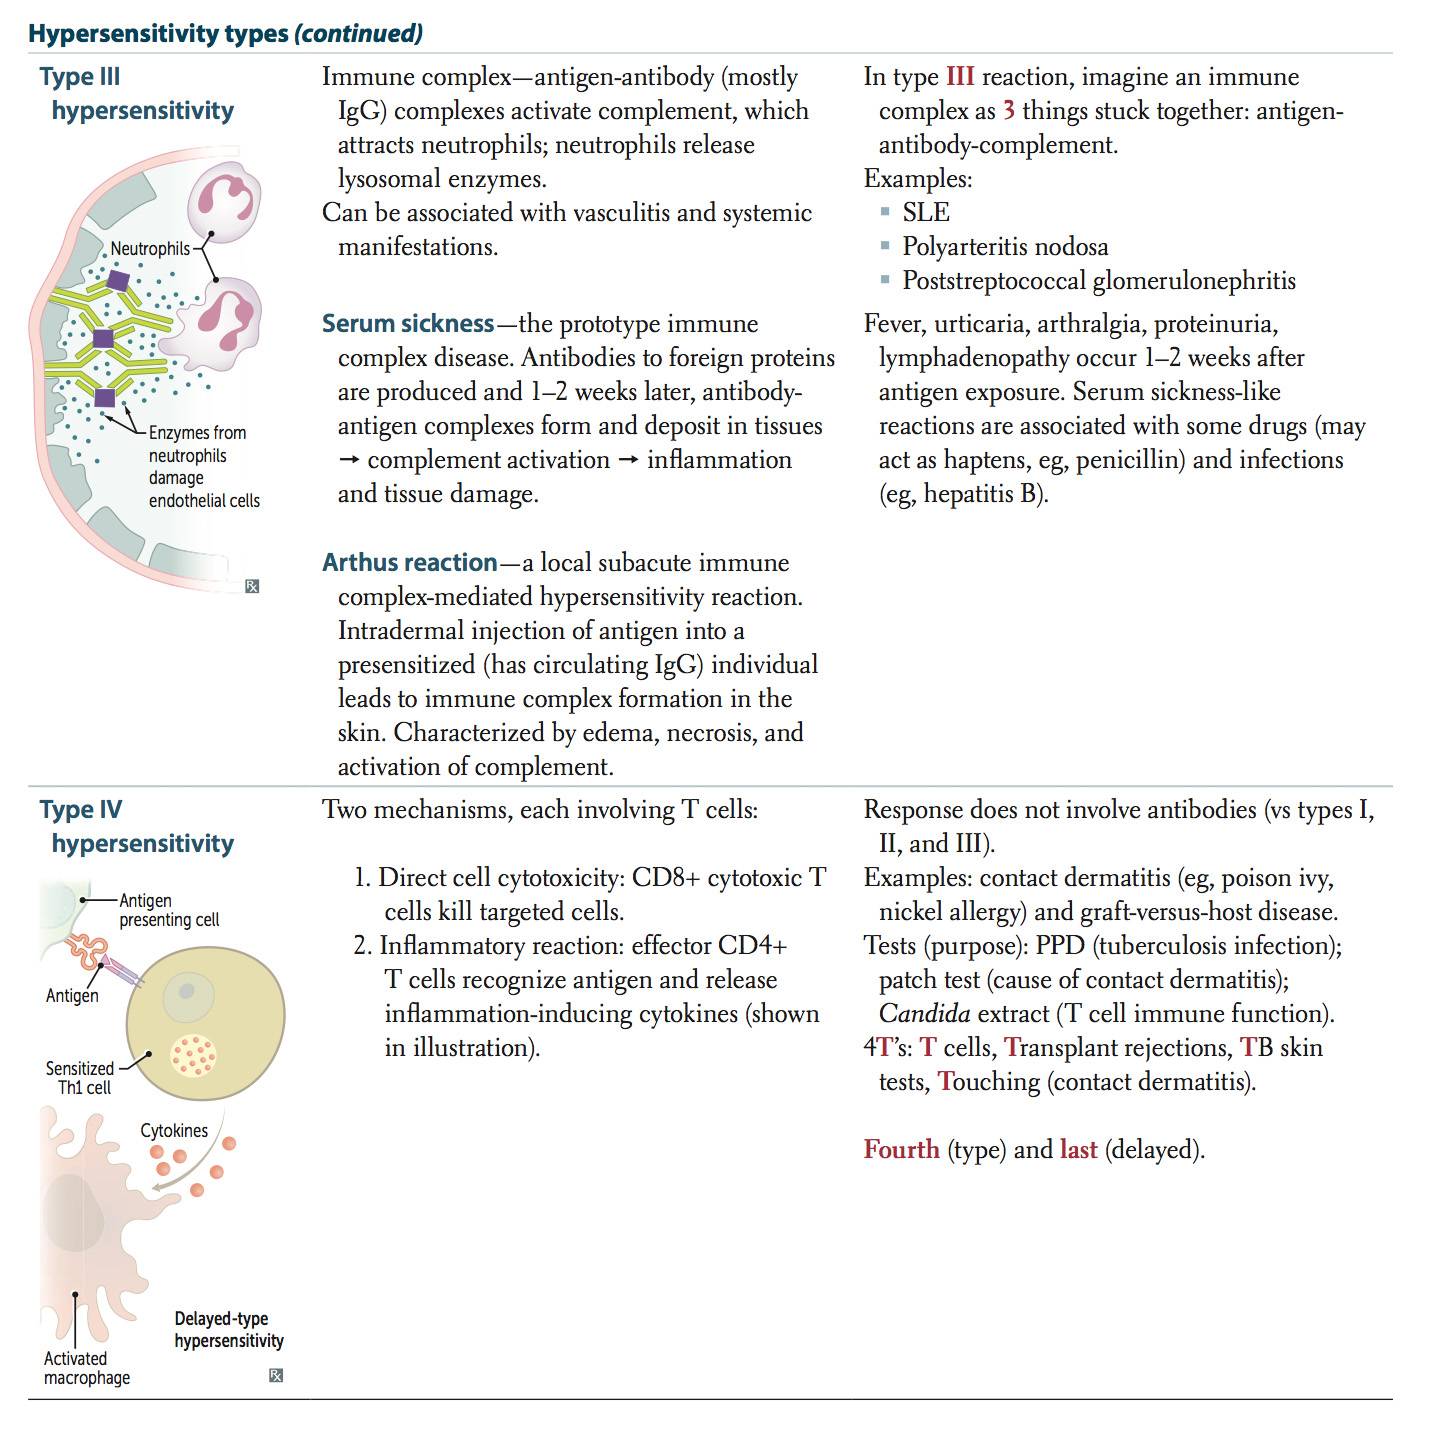 Hypersensitivity types (continued)
Type III
hypersensitivity
Neutrophils
Enzymes from
neutrophils
damage
endothelial cells
Rx
Immune complex—antigen-antibody (mostly
IgG) complexes activate complement, which
attracts neutrophils; neutrophils release
lysosomal enzymes.
Can be associated with vasculitis and systemic
manifestations.
In type III reaction, imagine an immune
complex as 3 things stuck together: antigen-
antibody-complement.
Examples:
▪ SLE
▪ Polyarteritis nodosa
▪ Poststreptococcal glomerulonephritis
Serum sickness—the prototype immune
complex disease. Antibodies to foreign proteins
are produced and 1–2 weeks later, antibody-
antigen complexes form and deposit in tissues
→ complement activation → inflammation
and tissue damage.
Fever, urticaria, arthralgia, proteinuria,
lymphadenopathy occur 1–2 weeks after
antigen exposure. Serum sickness-like
reactions are associated with some drugs (may
act as haptens, eg, penicillin) and infections
(eg, hepatitis B).
Arthus reaction—a local subacute immune
complex-mediated hypersensitivity reaction.
Intradermal injection of antigen into a
presensitized (has circulating IgG) individual
leads to immune complex formation in the
skin. Characterized by edema, necrosis, and
activation of complement.
Type IV
hypersensitivity
Antigen
presenting cell
Antigen
Sensitized
Th1 cell
Cytokines
Delayed-type
hypersensitivity
Activated
macrophage
Rx
Two mechanisms, each involving T cells:
1. Direct cell cytotoxicity: CD8+ cytotoxic T
cells kill targeted cells.
2. Inflammatory reaction: effector CD4+
T cells recognize antigen and release
inflammation-inducing cytokines (shown
in illustration).
Response does not involve antibodies (vs types I,
II, and III).
Examples: contact dermatitis (eg, poison ivy,
nickel allergy) and graft-versus-host disease.
Tests (purpose): PPD (tuberculosis infection);
patch test (cause of contact dermatitis);
Candida extract (T cell immune function).
4T's: T cells, Transplant rejections, TB skin
tests, Touching (contact dermatitis).
Fourth (type) and last (delayed).